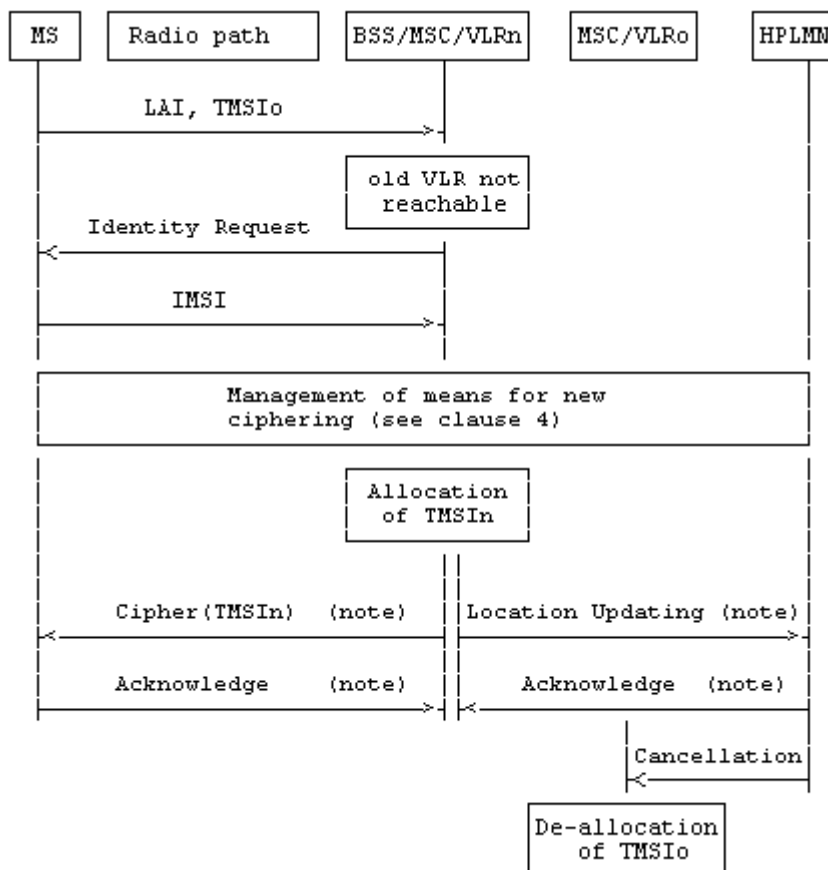 MS
Radio path
BSS/MSC/VLRn
MSC/VLRo
HPLMN
LAI, TMSIo
old VLR not
reachable
Identity Request
IMSI
Management of means for new
ciphering (see clause 4)
Allocation
of TMSIn
Cipher(TMSIn) (note)
Location Updating (note)
Acknowledge (note)
Acknowledge (note)
Cancellation
De-allocation
of TMSIo